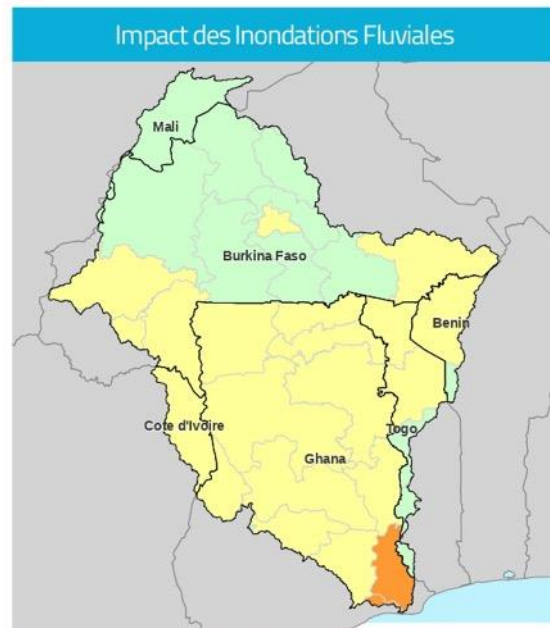 Impact des Inondations Fluviales
Mali
Burkina Faso
Benin
Cote d'Ivoire
Togo
Ghana